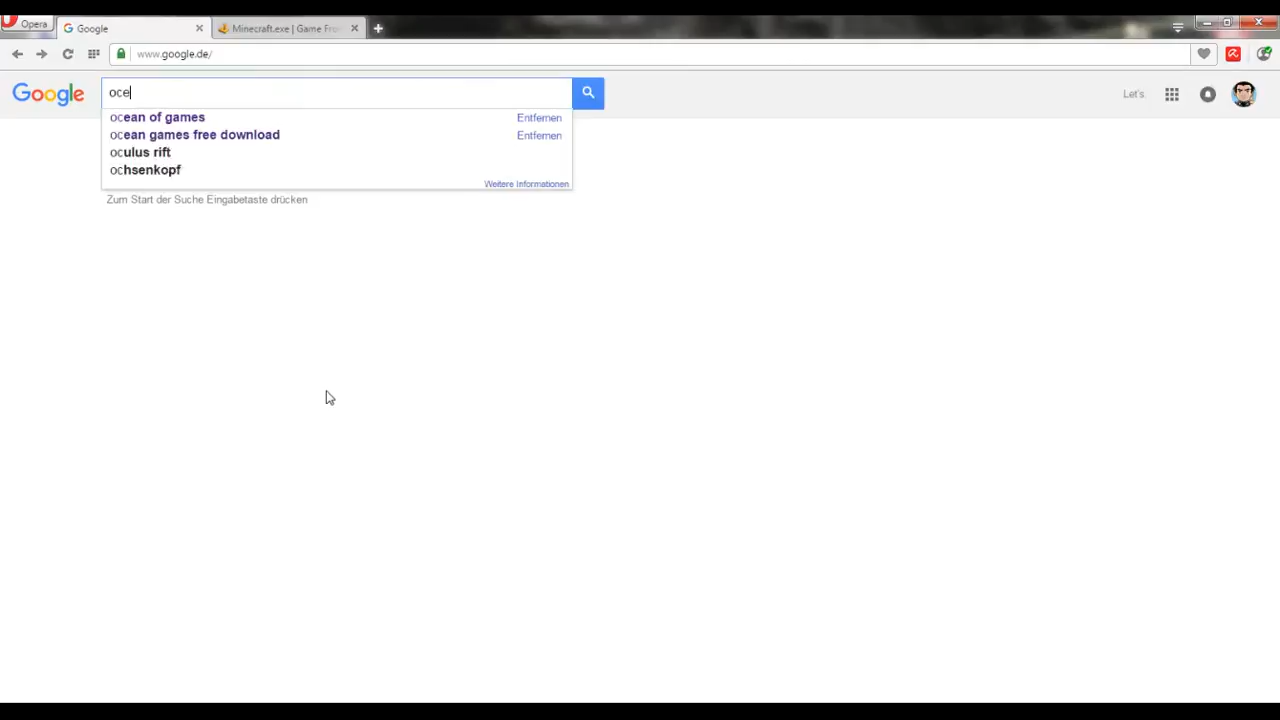 Opera
Google
Minecraft.exe | Game Fro
www.google.de/
Google
oce
Let's
ocean of games Entfernen
ocean games free download Entfernen
oculus rift
ochsenkopf
Weitere Informationen
Zum Start der Suche Eingabetaste drücken